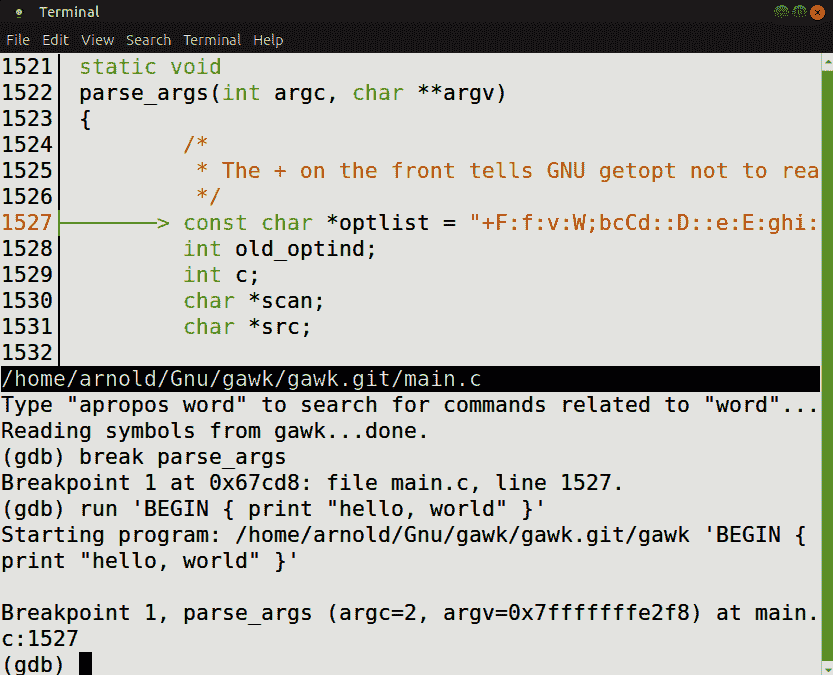 Terminal
File Edit View Search Terminal Help
1521 static void
1522 parse_args(int argc, char **argv)
1523 {
1524 /*
1525 * The + on the front tells GNU getopt not to rea
1526 */
1527 > const char *optlist = "+F:f:v:W;bcCd::D::e:E:ghi:
1528 int old_optind;
1529 int c;
1530 char *scan;
1531 char *src;
1532
/home/arnold/Gnu/gawk/gawk.git/main.c
Type "apropos word" to search for commands related to "word"...
Reading symbols from gawk...done.
(gdb) break parse_args
Breakpoint 1 at 0x67cd8: file main.c, line 1527.
(gdb) run 'BEGIN { print "hello, world" }'
Starting program: /home/arnold/Gnu/gawk/gawk.git/gawk 'BEGIN {
print "hello, world" }'
Breakpoint 1, parse_args (argc=2, argv=0x7fffffffe2f8) at main.
c:1527
(gdb)